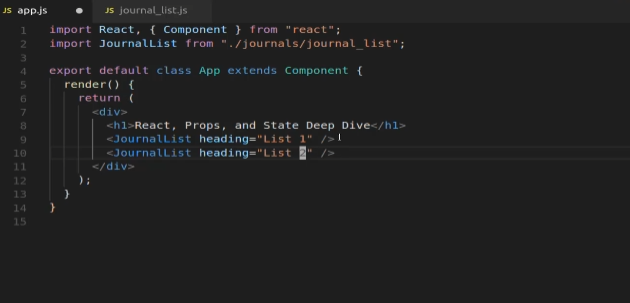 JS app.js ● JS journal_list.js
1 import React, { Component } from "react";
2 import JournalList from "./journals/journal_list";
3
4 export default class App extends Component {
5 render() {
6 return (
7 <div>
8 <h1>React, Props, and State Deep Dive</h1>
9 <JournalList heading="List 1" />
10 <JournalList heading="List 2" />
11 </div>
12 );
13 }
14 }
15